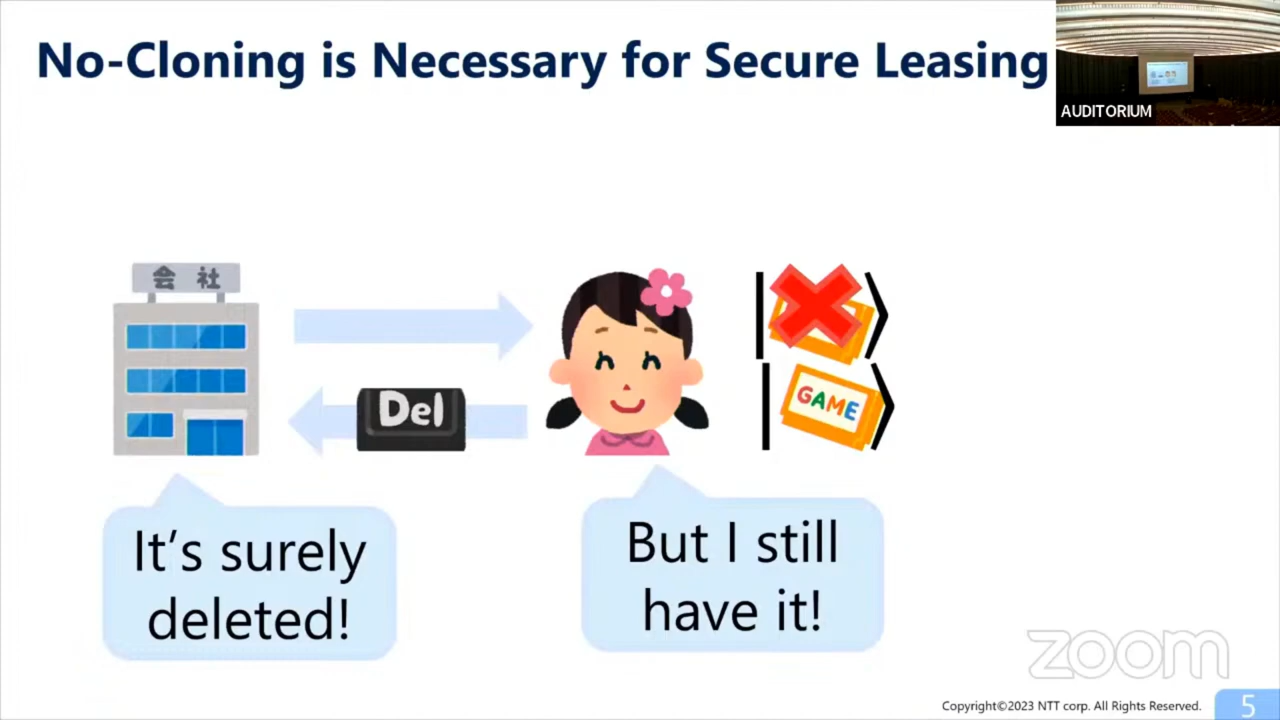 No-Cloning is Necessary for Secure Leasing
AUDITORIUM
会 社
Del
GAME
It's surely
deleted!
But I still
have it!
zoom
Copyright©2023 NTT corp. All Rights Reserved.
5